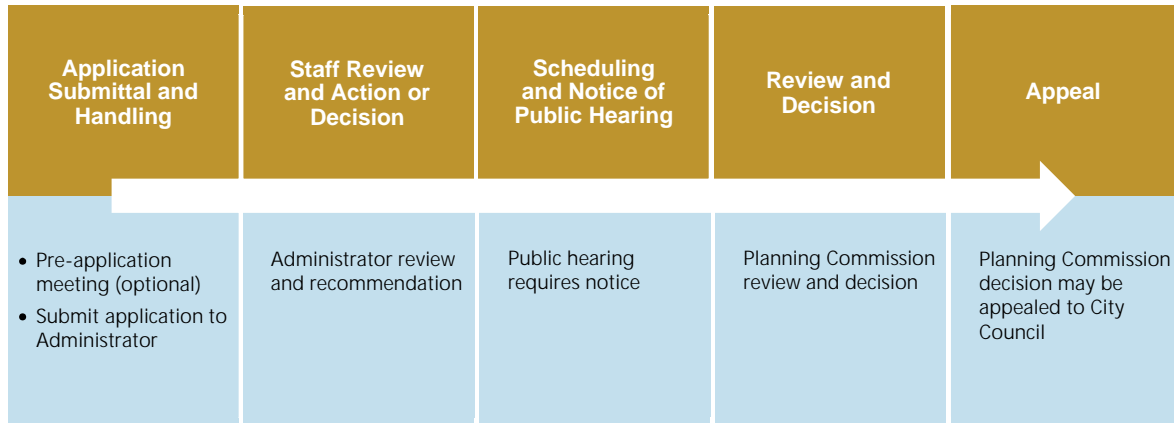 Application
Submittal and
Handling
Staff Review
and Action or
Decision
Scheduling
and Notice of
Public Hearing
Review and
Decision
Appeal
• Pre-application
meeting (optional)
• Submit application to
Administrator
Administrator review
and recommendation
Public hearing
requires notice
Planning Commission
review and decision
Planning Commission
decision may be
appealed to City
Council